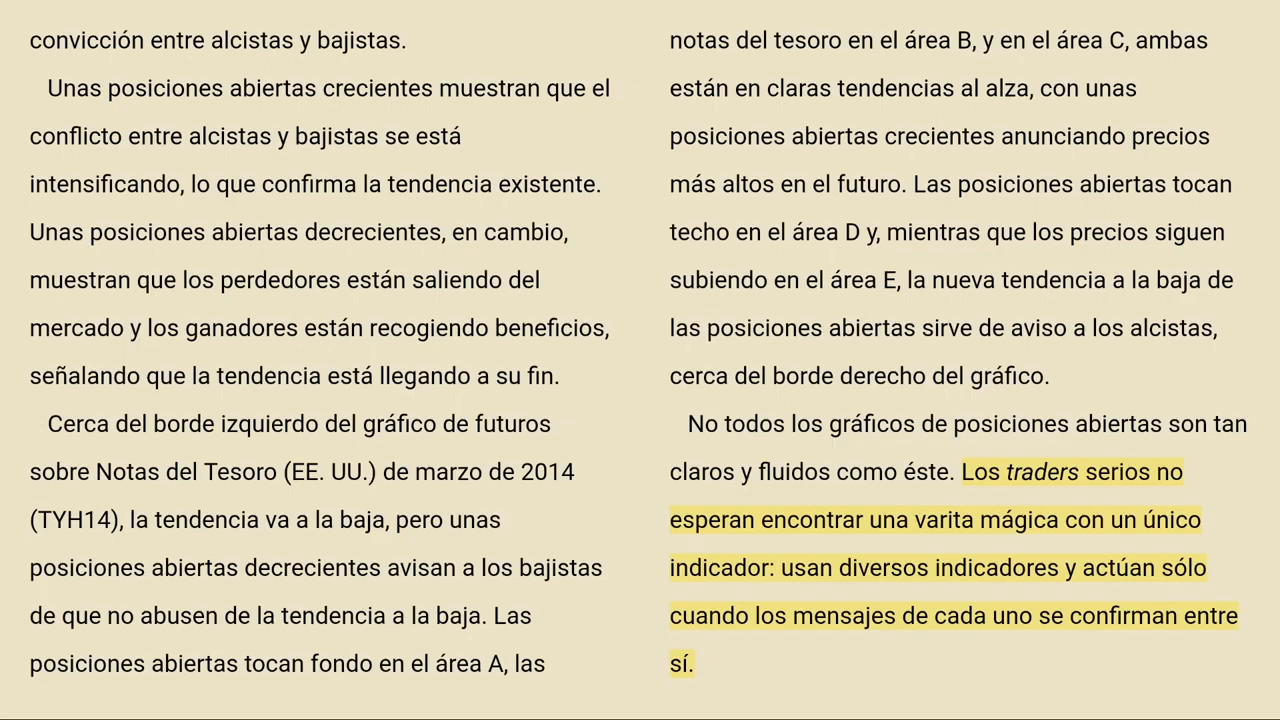 convicción entre alcistas y bajistas.
Unas posiciones abiertas crecientes muestran que el
conflicto entre alcistas y bajistas se está
intensificando, lo que confirma la tendencia existente.
Unas posiciones abiertas decrecientes, en cambio,
muestran que los perdedores están saliendo del
mercado y los ganadores están recogiendo beneficios,
señalando que la tendencia está llegando a su fin.
Cerca del borde izquierdo del gráfico de futuros
sobre Notas del Tesoro (EE. UU.) de marzo de 2014
(TYH14), la tendencia va a la baja, pero unas
posiciones abiertas decrecientes avisan a los bajistas
de que no abusen de la tendencia a la baja. Las
posiciones abiertas tocan fondo en el área A, las
notas del tesoro en el área B, y en el área C, ambas
están en claras tendencias al alza, con unas
posiciones abiertas crecientes anunciando precios
más altos en el futuro. Las posiciones abiertas tocan
techo en el área D y, mientras que los precios siguen
subiendo en el área E, la nueva tendencia a la baja de
las posiciones abiertas sirve de aviso a los alcistas,
cerca del borde derecho del gráfico.
No todos los gráficos de posiciones abiertas son tan
claros y fluidos como éste. Los traders serios no
esperan encontrar una varita mágica con un único
indicador: usan diversos indicadores y actúan sólo
cuando los mensajes de cada uno se confirman entre
sí.